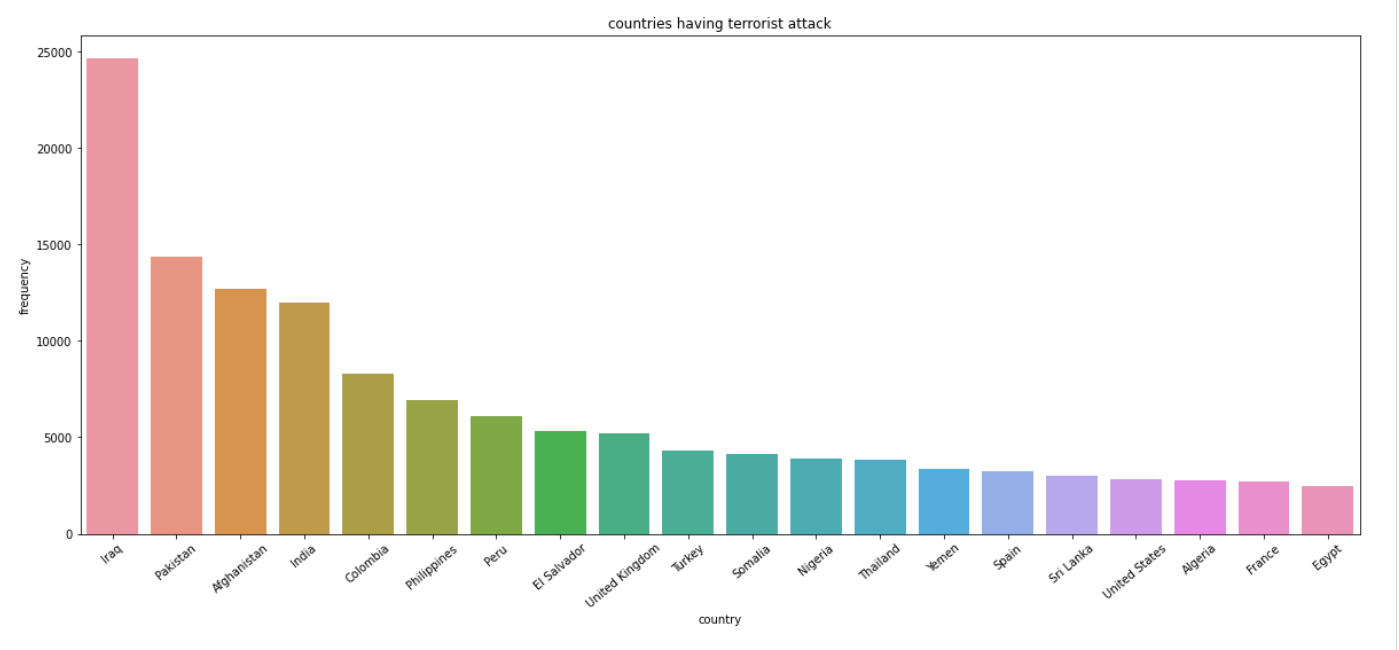 countries having terrorist attack
25000
20000
15000
10000
5000
0
frequency
Iraq
Pakistan
Afghanistan
India
Colombia
Philippines
Peru
El Salvador
United Kingdom
Turkey
Somalia
Nigeria
Thailand
Yemen
Spain
Sri Lanka
United States
Algeria
France
Egypt
country